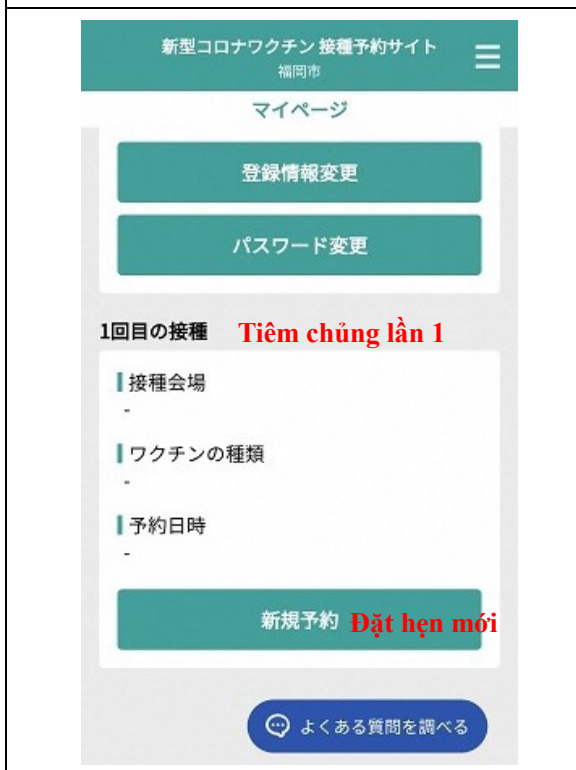 新型コロナワクチン 接種予約サイト
福岡市
マイページ
登録情報変更
パスワード変更
1回目の接種 Tiêm chủng lần 1
接種会場
-
ワクチンの種類
-
予約日時
-
新規予約 Đặt hẹn mới
よくある質問を調べる